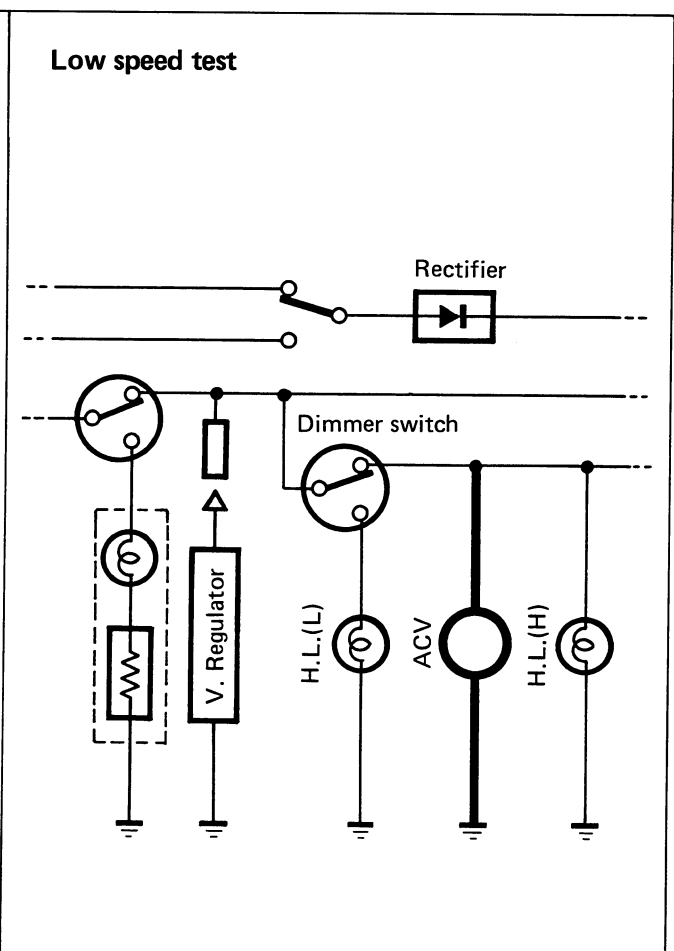 Low speed test
Rectifier
Dimmer switch
V. Regulator
H.L.(L)
ACV
H.L.(H)